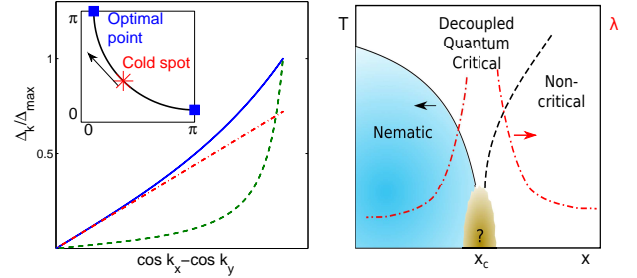 π
Optimal
point
Cold spot
0
0
π
1
0.5
Δk/Δmax
cos kx−cos ky
T
λ
Decoupled
Quantum
Critical
Non-
critical
Nematic
?
xc
x